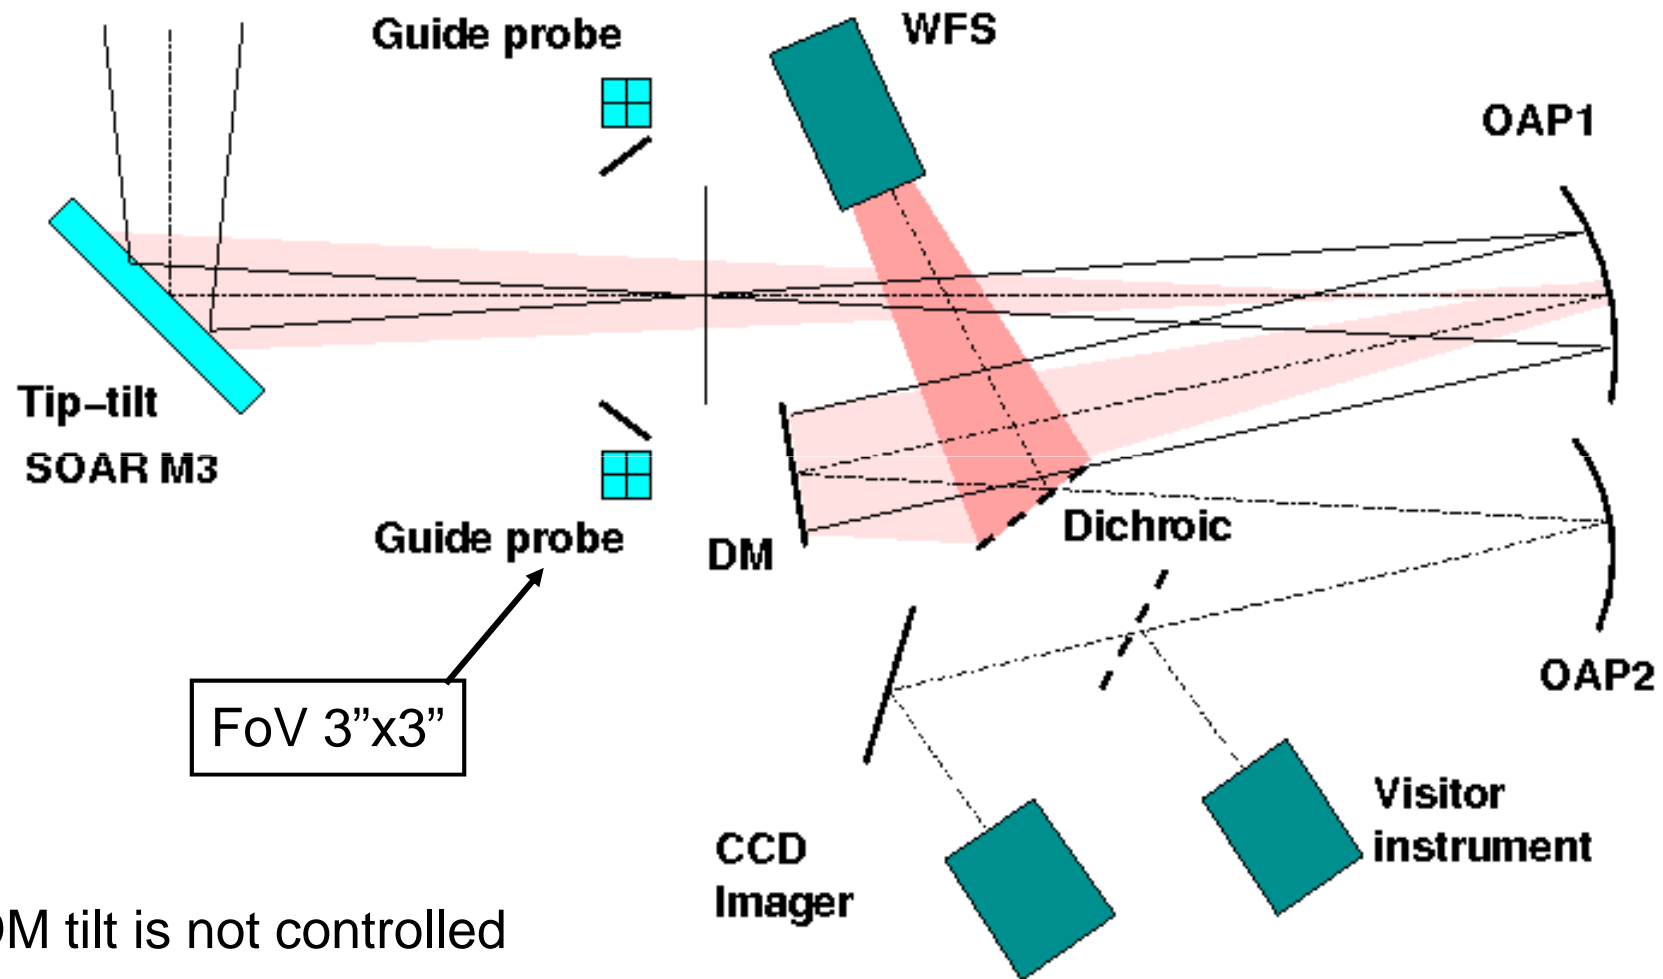 Guide probe
WFS
OAP1
Tip–tilt
SOAR M3
Guide probe
DM
Dichroic
OAP2
FoV 3”x3”
CCD
Imager
Visitor
instrument
DM tilt is not controlled